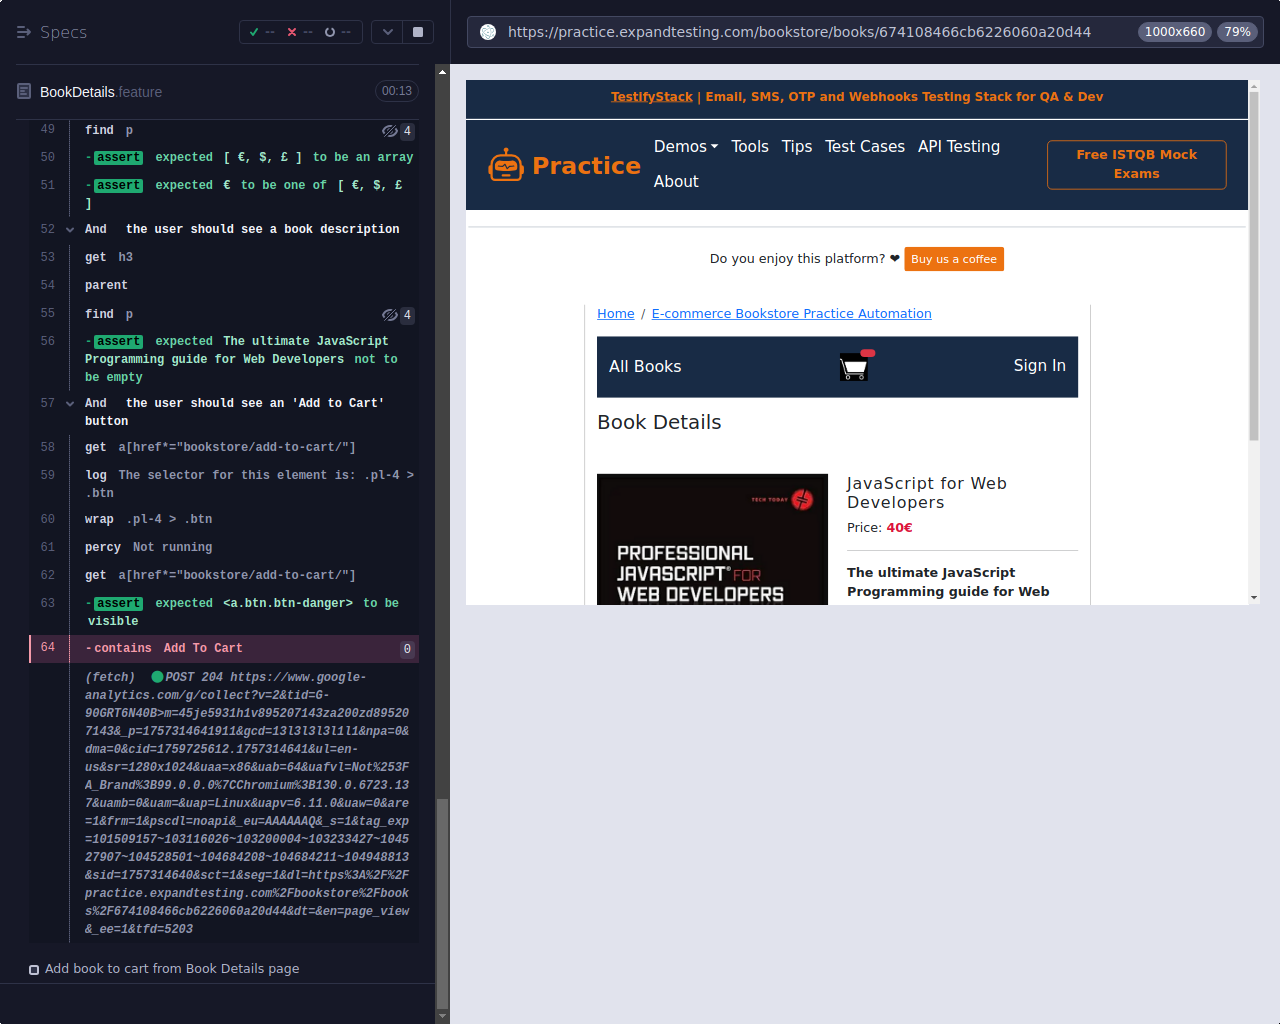 Specs
-- -- --
BookDetails.feature
00:13
49 find p 4
50 -assert expected [ €, $, £ ] to be an array
51 -assert expected € to be one of [ €, $, £
]
52 And the user should see a book description
53 get h3
54 parent
55 find p 4
56 -assert expected The ultimate JavaScript
Programming guide for Web Developers not to
be empty
57 And the user should see an 'Add to Cart'
button
58 get a[href*="bookstore/add-to-cart/"]
59 log The selector for this element is: .pl-4 >
.btn
60 wrap .pl-4 > .btn
61 percy Not running
62 get a[href*="bookstore/add-to-cart/"]
63 -assert expected <a.btn.btn-danger> to be
visible
64 -contains Add To Cart 0
(fetch) POST 204 https://www.google-
analytics.com/g/collect?v=2&tid=G-
90GRT6N40B>m=45je5931h1v895207143za200zd89520
7143&_p=1757314641911&gcd=13l3l3l3l1l1&npa=0&
dma=0&cid=1759725612.1757314641&ul=en-
us&sr=1280x1024&uaa=x86&uab=64&uafvl=Not%253F
A_Brand%3B99.0.0.0%7CChromium%3B130.0.6723.13
7&uamb=0&uam=&uap=Linux&uapv=6.11.0&uaw=0&are
=1&frm=1&pscdl=noapi&_eu=AAAAAAQ&_s=1&tag_exp
=101509157~103116026~103200004~103233427~1045
27907~104528501~104684208~104684211~104948813
&sid=1757314640&sct=1&seg=1&dl=https%3A%2F%2F
practice.expandtesting.com%2Fbookstore%2Fbook
s%2F674108466cb6226060a20d44&dt=&en=page_view
&_ee=1&tfd=5203
Add book to cart from Book Details page
https://practice.expandtesting.com/bookstore/books/674108466cb6226060a20d44
1000x660
79%
TestifyStack | Email, SMS, OTP and Webhooks Testing Stack for QA & Dev
Practice
Demos Tools Tips Test Cases API Testing
About
Free ISTQB Mock
Exams
Do you enjoy this platform? ❤ Buy us a coffee
Home / E-commerce Bookstore Practice Automation
All Books
Sign In
Book Details
TECH TODAY
PROFESSIONAL
JAVASCRIPT® FOR
WEB DEVELOPERS
JavaScript for Web
Developers
Price: 40€
The ultimate JavaScript
Programming guide for Web